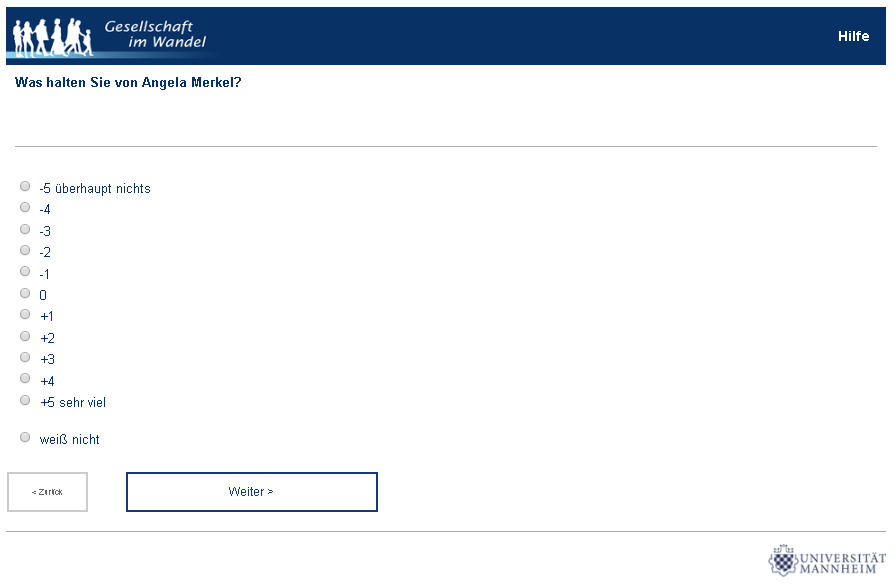 Gesellschaft
im Wandel
Hilfe
Was halten Sie von Angela Merkel?
-5 überhaupt nichts
-4
-3
-2
-1
0
+1
+2
+3
+4
+5 sehr viel
weiß nicht
< Zurück
Weiter >
UNIVERSITÄT
MANNHEIM